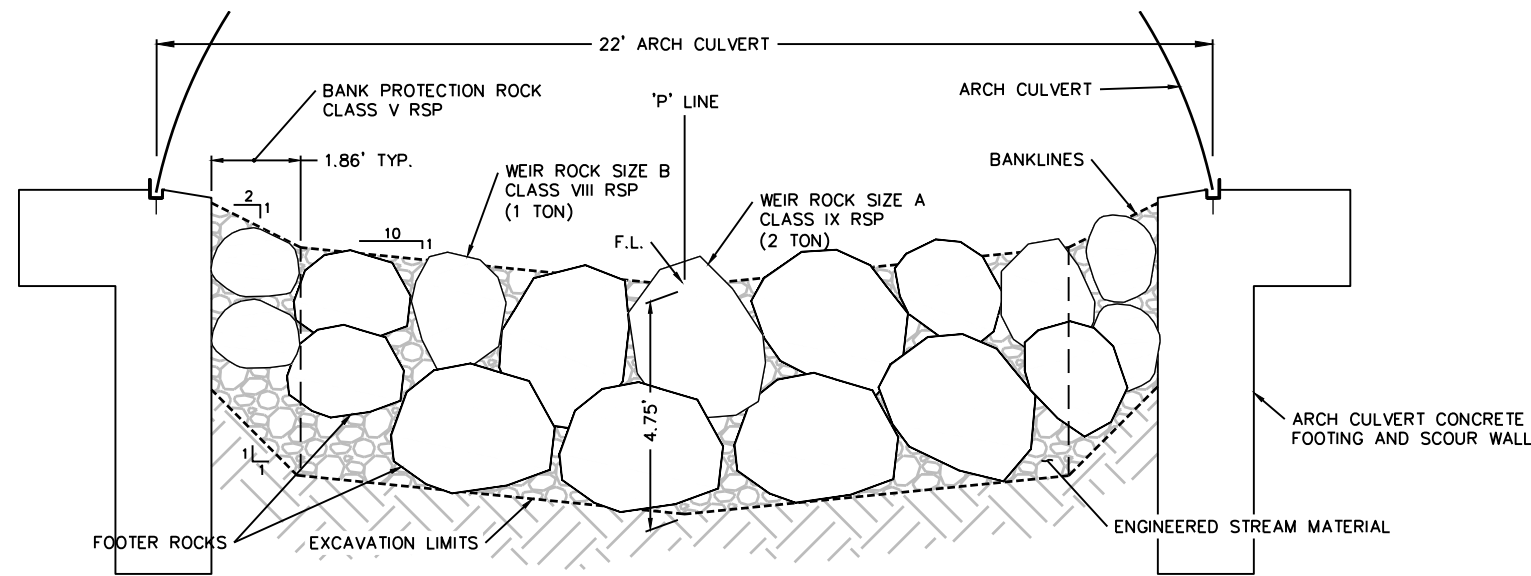 22' ARCH CULVERT
BANK PROTECTION ROCK
CLASS V RSP
'P' LINE
ARCH CULVERT
1.86' TYP.
WEIR ROCK SIZE B
CLASS VIII RSP
(1 TON)
BANKLINES
WEIR ROCK SIZE A
CLASS IX RSP
(2 TON)
2
1
10
1
F.L.
4.75'
1
1
ARCH CULVERT CONCRETE
FOOTING AND SCOUR WALL
FOOTER ROCKS
EXCAVATION LIMITS
ENGINEERED STREAM MATERIAL